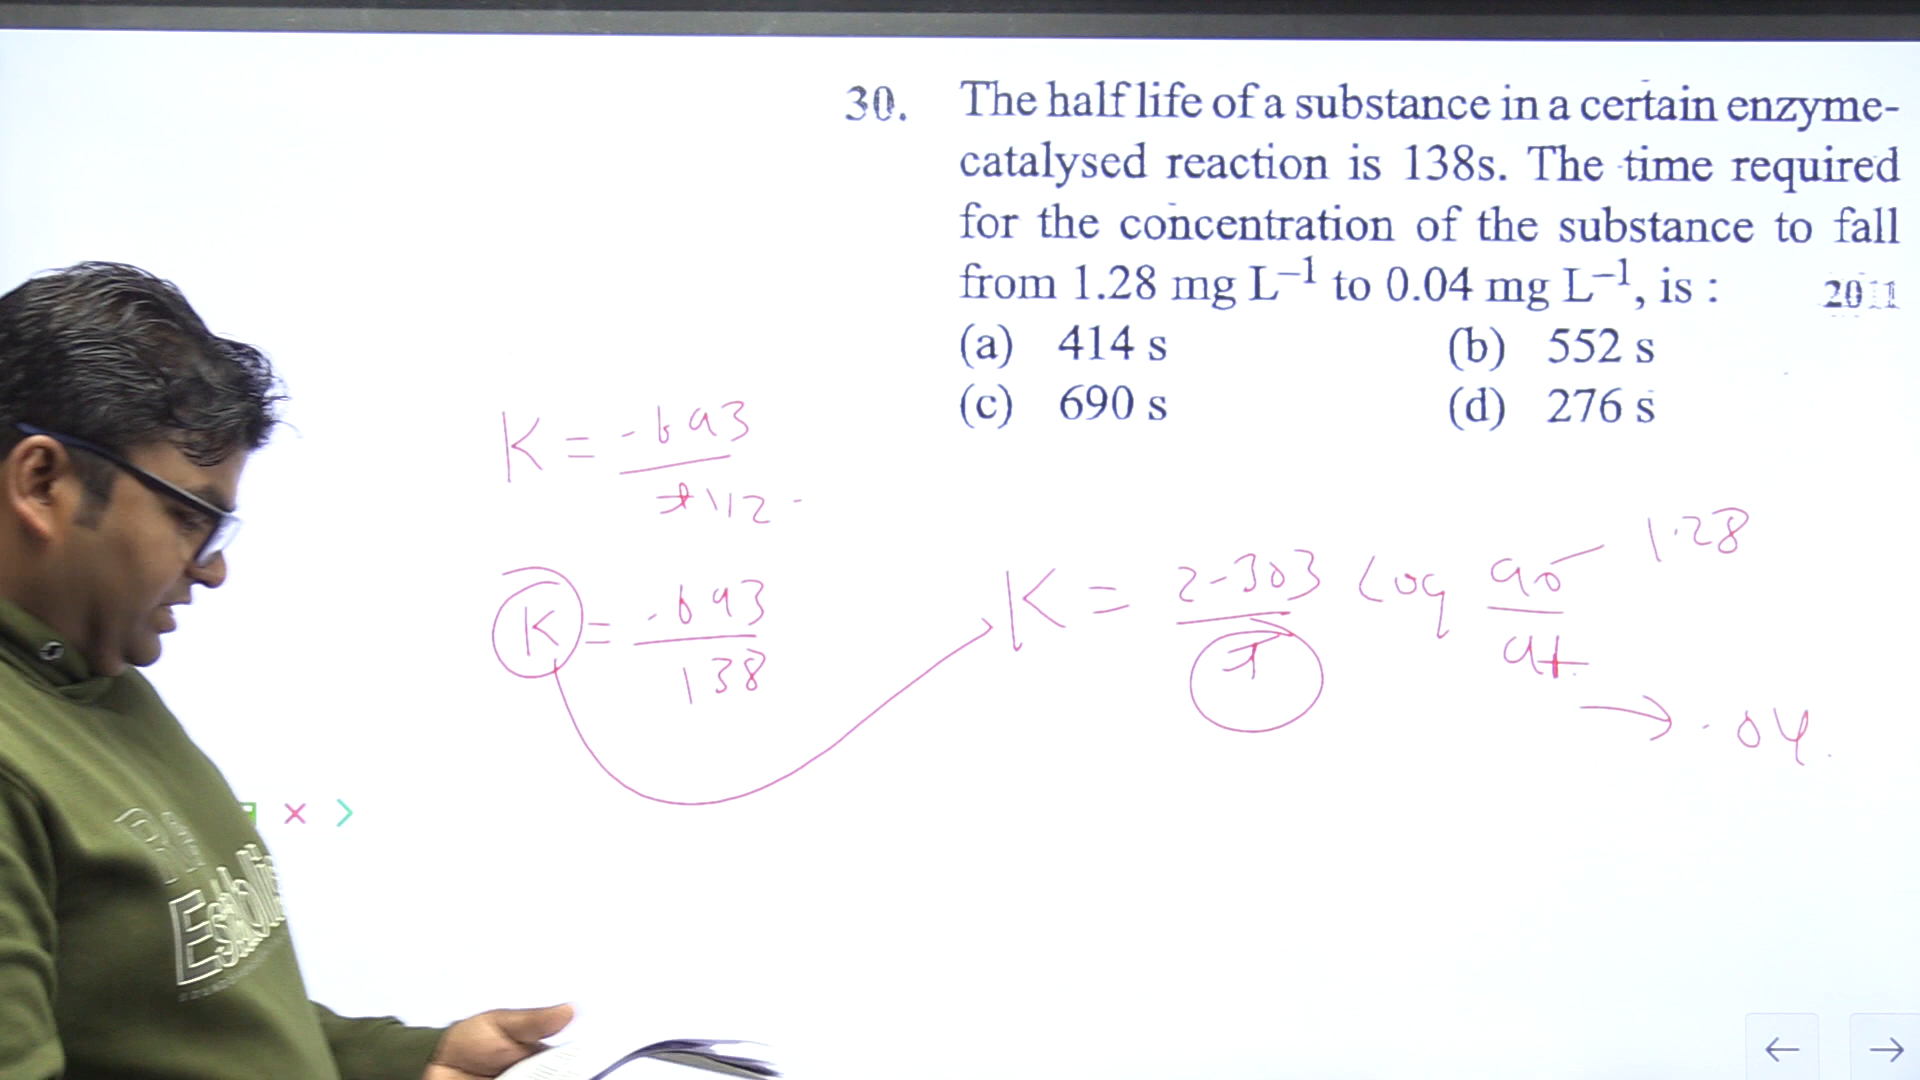 30. The half life of a substance in a certain enzyme-
catalysed reaction is 138s. The time required
for the concentration of the substance to fall
from 1.28 mg L⁻¹ to 0.04 mg L⁻¹, is :
(a) 414 s (b) 552 s
(c) 690 s (d) 276 s
K = .693 / t1/2
K = .693 / 138
K = 2.303 / t log a0 / at
1.28
→ .04